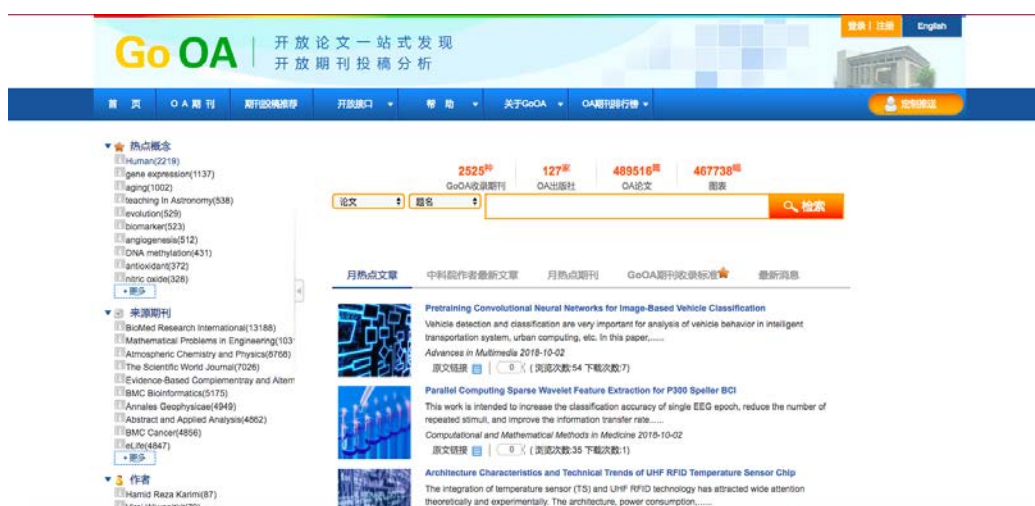 登录 | 注册
English
Go OA
开放论文一站式发现
开放期刊投稿分析
首 页
OA期刊
期刊投稿推荐
开放接口
帮 助
关于GoOA
OA期刊排行榜
定制推送
热点概念
Human(2219)
gene expression(1137)
aging(1002)
teaching In Astronomy(538)
evolution(529)
biomarker(523)
angiogenesis(512)
DNA methylation(431)
antioxidant(372)
nitric oxide(328)
+更多
来源期刊
BioMed Research International(13188)
Mathematical Problems in Engineering(103
Atmospheric Chemistry and Physics(8768)
The Scientific World Journal(7026)
Evidence-Based Complementray and Altern
BMC Bioinformatics(5175)
Annales Geophysicae(4949)
Abstract and Applied Analysis(4862)
BMC Cancer(4856)
eLife(4847)
+更多
作者
Hamid Reza Karimi(87)
2525种 127家 489516篇 467738幅
GoOA收录期刊 OA出版社 OA论文 图表
论文 题名 检索
月热点文章 中科院作者最新文章 月热点期刊 GoOA期刊收录标准 最新消息
Pretraining Convolutional Neural Networks for Image-Based Vehicle Classification
Vehicle detection and classification are very important for analysis of vehicle behavior in intelligent
transportation system, urban computing, etc. In this paper,......
Advances in Multimedia 2018-10-02
原文链接 | 0 ( 浏览次数:54 下载次数:7)
Parallel Computing Sparse Wavelet Feature Extraction for P300 Speller BCI
This work is intended to increase the classification accuracy of single EEG epoch, reduce the number of
repeated stimuli, and improve the information transfer rate......
Computational and Mathematical Methods in Medicine 2018-10-02
原文链接 | 0 ( 浏览次数:35 下载次数:1)
Architecture Characteristics and Technical Trends of UHF RFID Temperature Sensor Chip
The integration of temperature sensor (TS) and UHF RFID technology has attracted wide attention
theoretically and experimentally. The architecture, power consumption,......